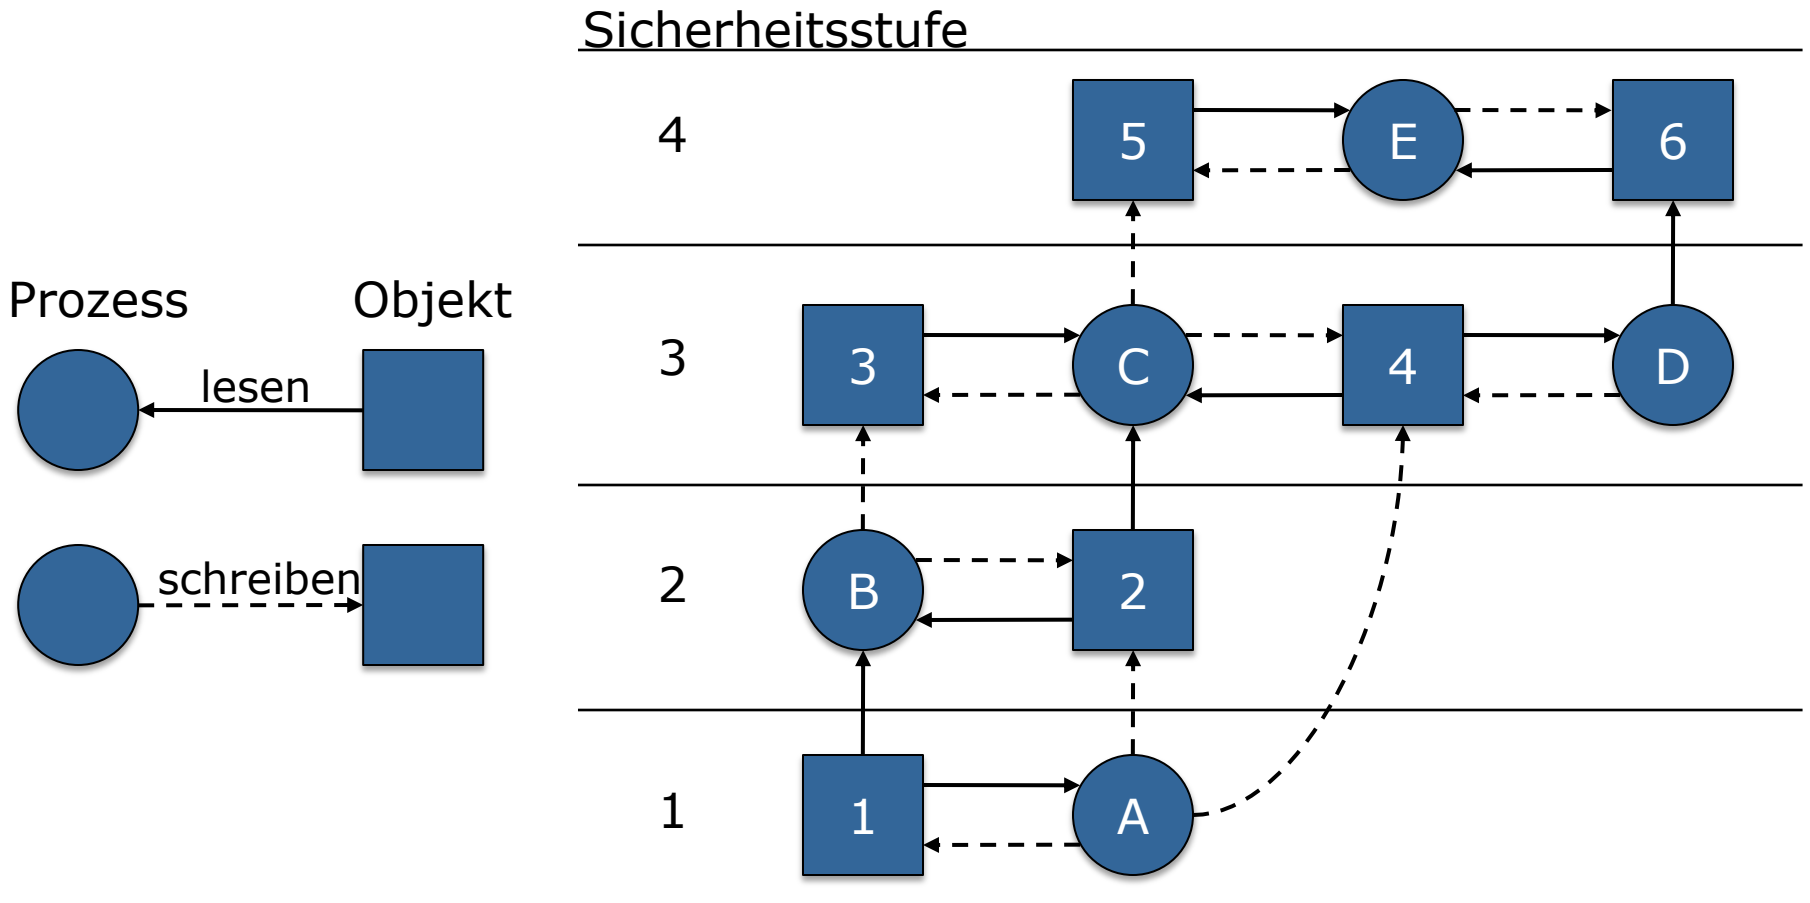 Sicherheitsstufe
4
5
E
6
Prozess
Objekt
3
3
C
4
D
lesen
schreiben
2
B
2
1
1
A